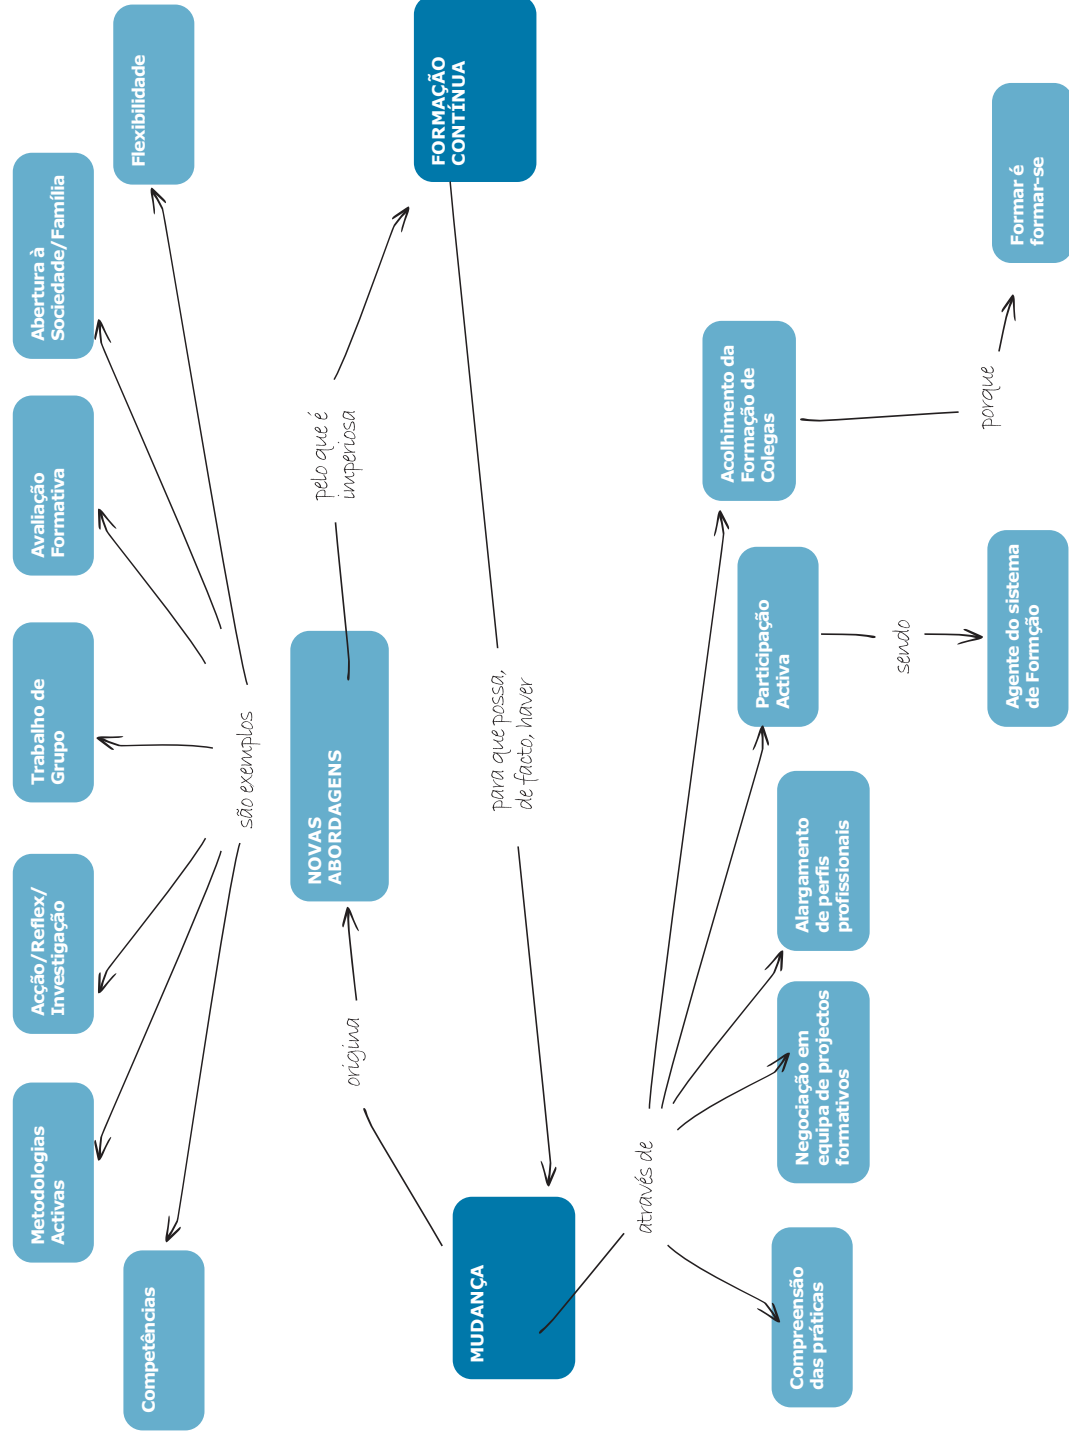 Competências
Metodologias
Activas
Acção/Reflex/
Investigação
Trabalho de
Grupo
Avaliação
Formativa
Abertura à
Sociedade/Família
Flexibilidade
são exemplos
NOVAS
ABORDAGENS
origina
pelo que é
imperiosa
FORMAÇÃO
CONTÍNUA
MUDANÇA
para que possa,
de facto, haver
através de
Compreensão
das práticas
Negociação em
equipa de projectos
formativos
Alargamento
de perfis
profissionais
Participação
Activa
Acolhimento da
Formação de
Colegas
sendo
porque
Agente do sistema
de Formção
Formar é
formar-se